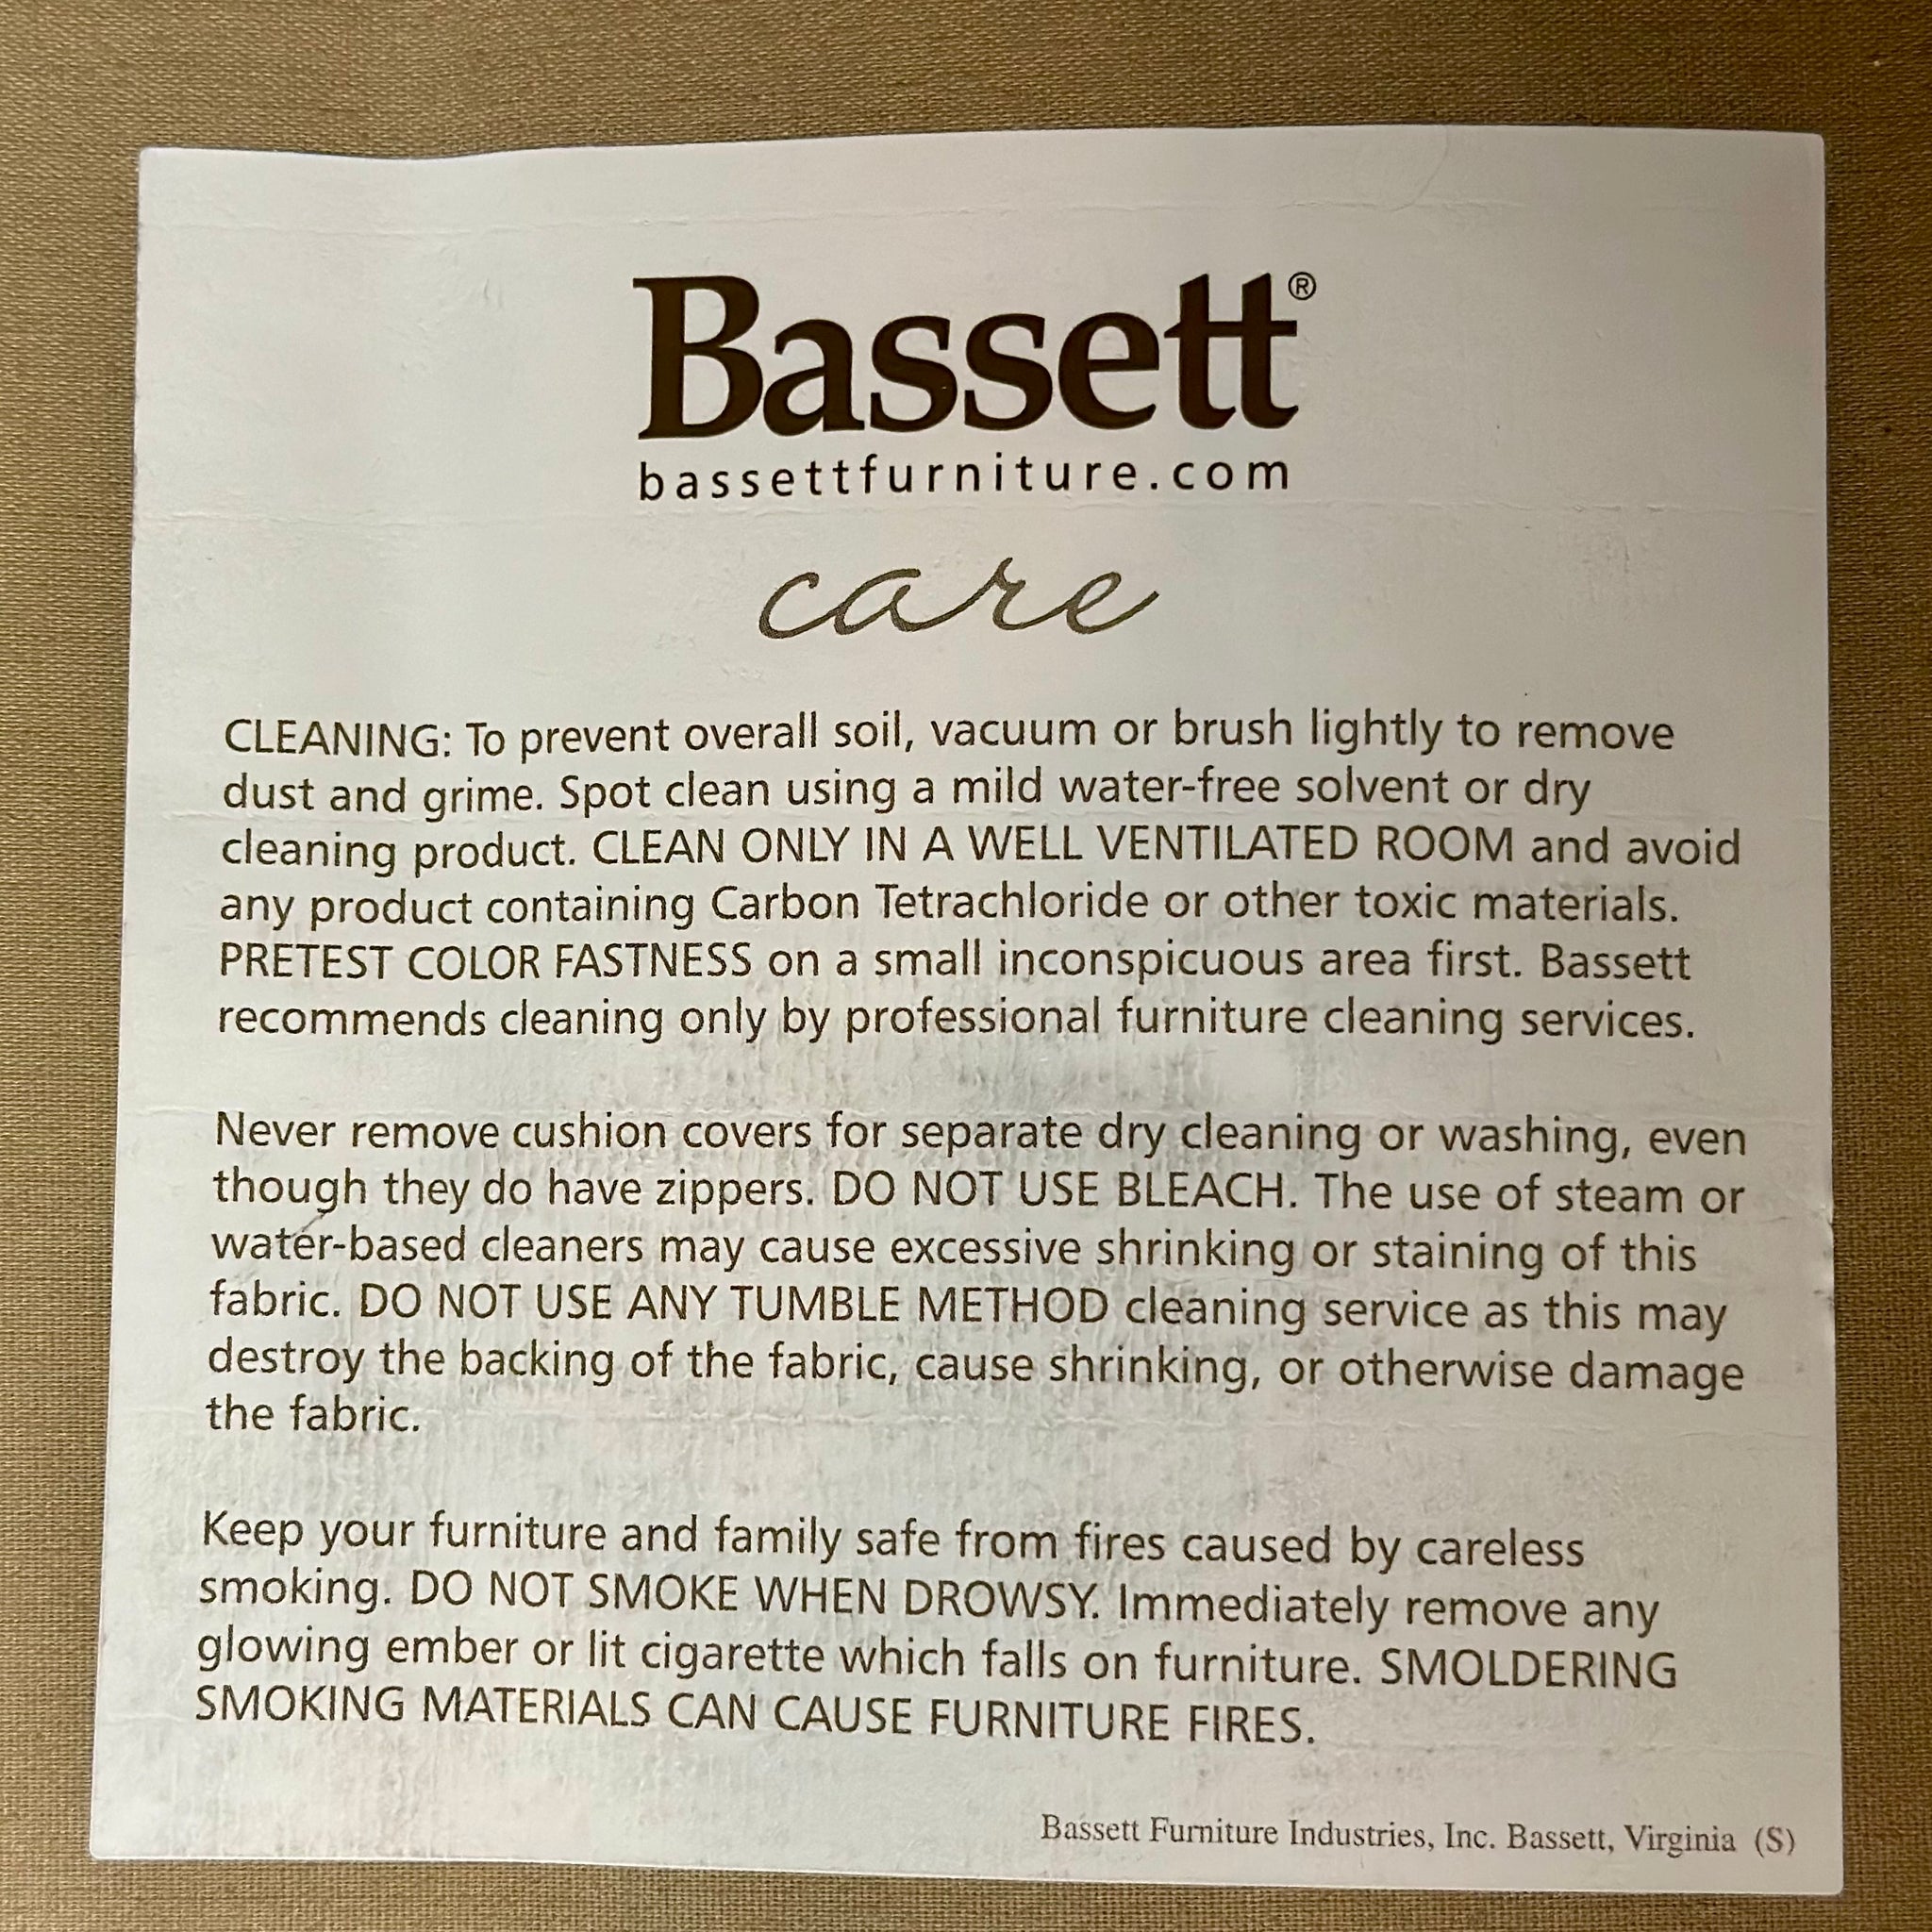 Bassett®
bassettfurniture.com
care
CLEANING: To prevent overall soil, vacuum or brush lightly to remove
dust and grime. Spot clean using a mild water-free solvent or dry
cleaning product. CLEAN ONLY IN A WELL VENTILATED ROOM and avoid
any product containing Carbon Tetrachloride or other toxic materials.
PRETEST COLOR FASTNESS on a small inconspicuous area first. Bassett
recommends cleaning only by professional furniture cleaning services.
Never remove cushion covers for separate dry cleaning or washing, even
though they do have zippers. DO NOT USE BLEACH. The use of steam or
water-based cleaners may cause excessive shrinking or staining of this
fabric. DO NOT USE ANY TUMBLE METHOD cleaning service as this may
destroy the backing of the fabric, cause shrinking, or otherwise damage
the fabric.
Keep your furniture and family safe from fires caused by careless
smoking. DO NOT SMOKE WHEN DROWSY. Immediately remove any
glowing ember or lit cigarette which falls on furniture. SMOLDERING
SMOKING MATERIALS CAN CAUSE FURNITURE FIRES.
Bassett Furniture Industries, Inc. Bassett, Virginia (S)